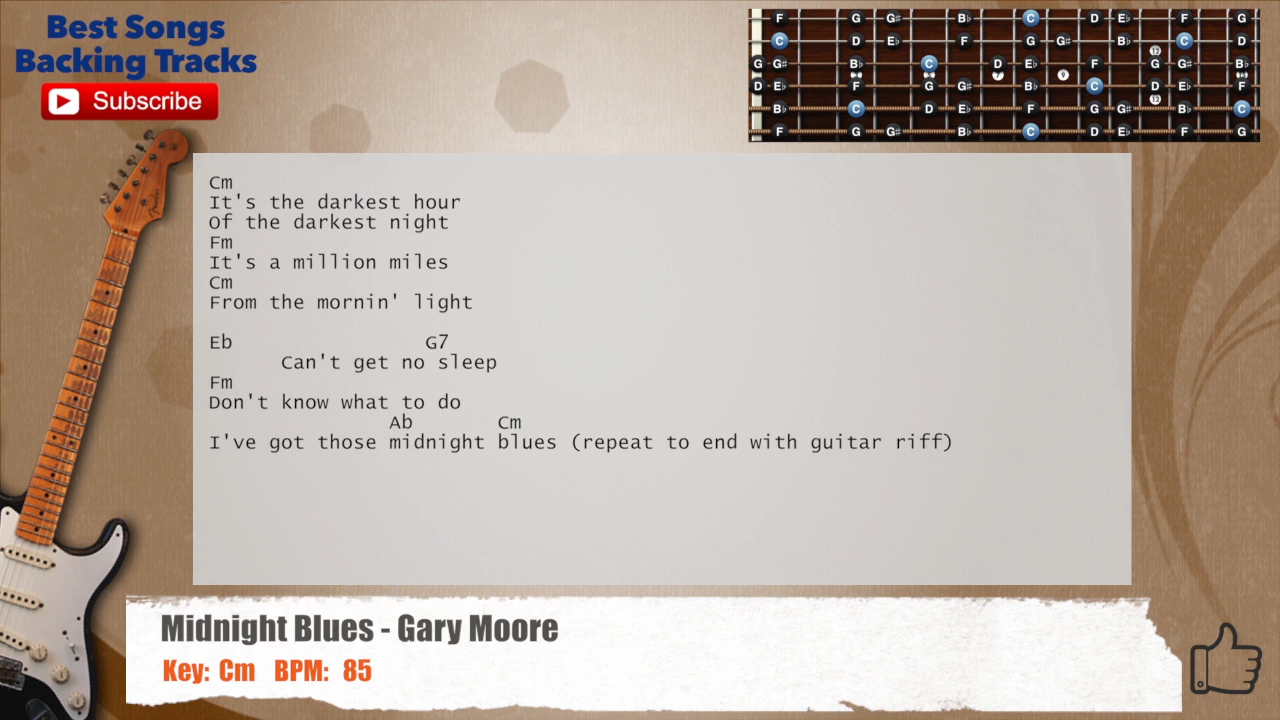 Best Songs
Backing Tracks
Subscribe
F G G# B♭ C D E♭ F G
C D E♭ F G G# B♭ C D
G G# B♭ C D E♭ F G G# B♭
D E♭ F G G# B♭ C D E♭ F
B♭ C D E♭ F G G# B♭ C
F G G# B♭ C D E♭ F G
Cm
It's the darkest hour
Of the darkest night
Fm
It's a million miles
Cm
From the mornin' light
Eb G7
Can't get no sleep
Fm
Don't know what to do
Ab Cm
I've got those midnight blues (repeat to end with guitar riff)
Midnight Blues - Gary Moore
Key: Cm BPM: 85